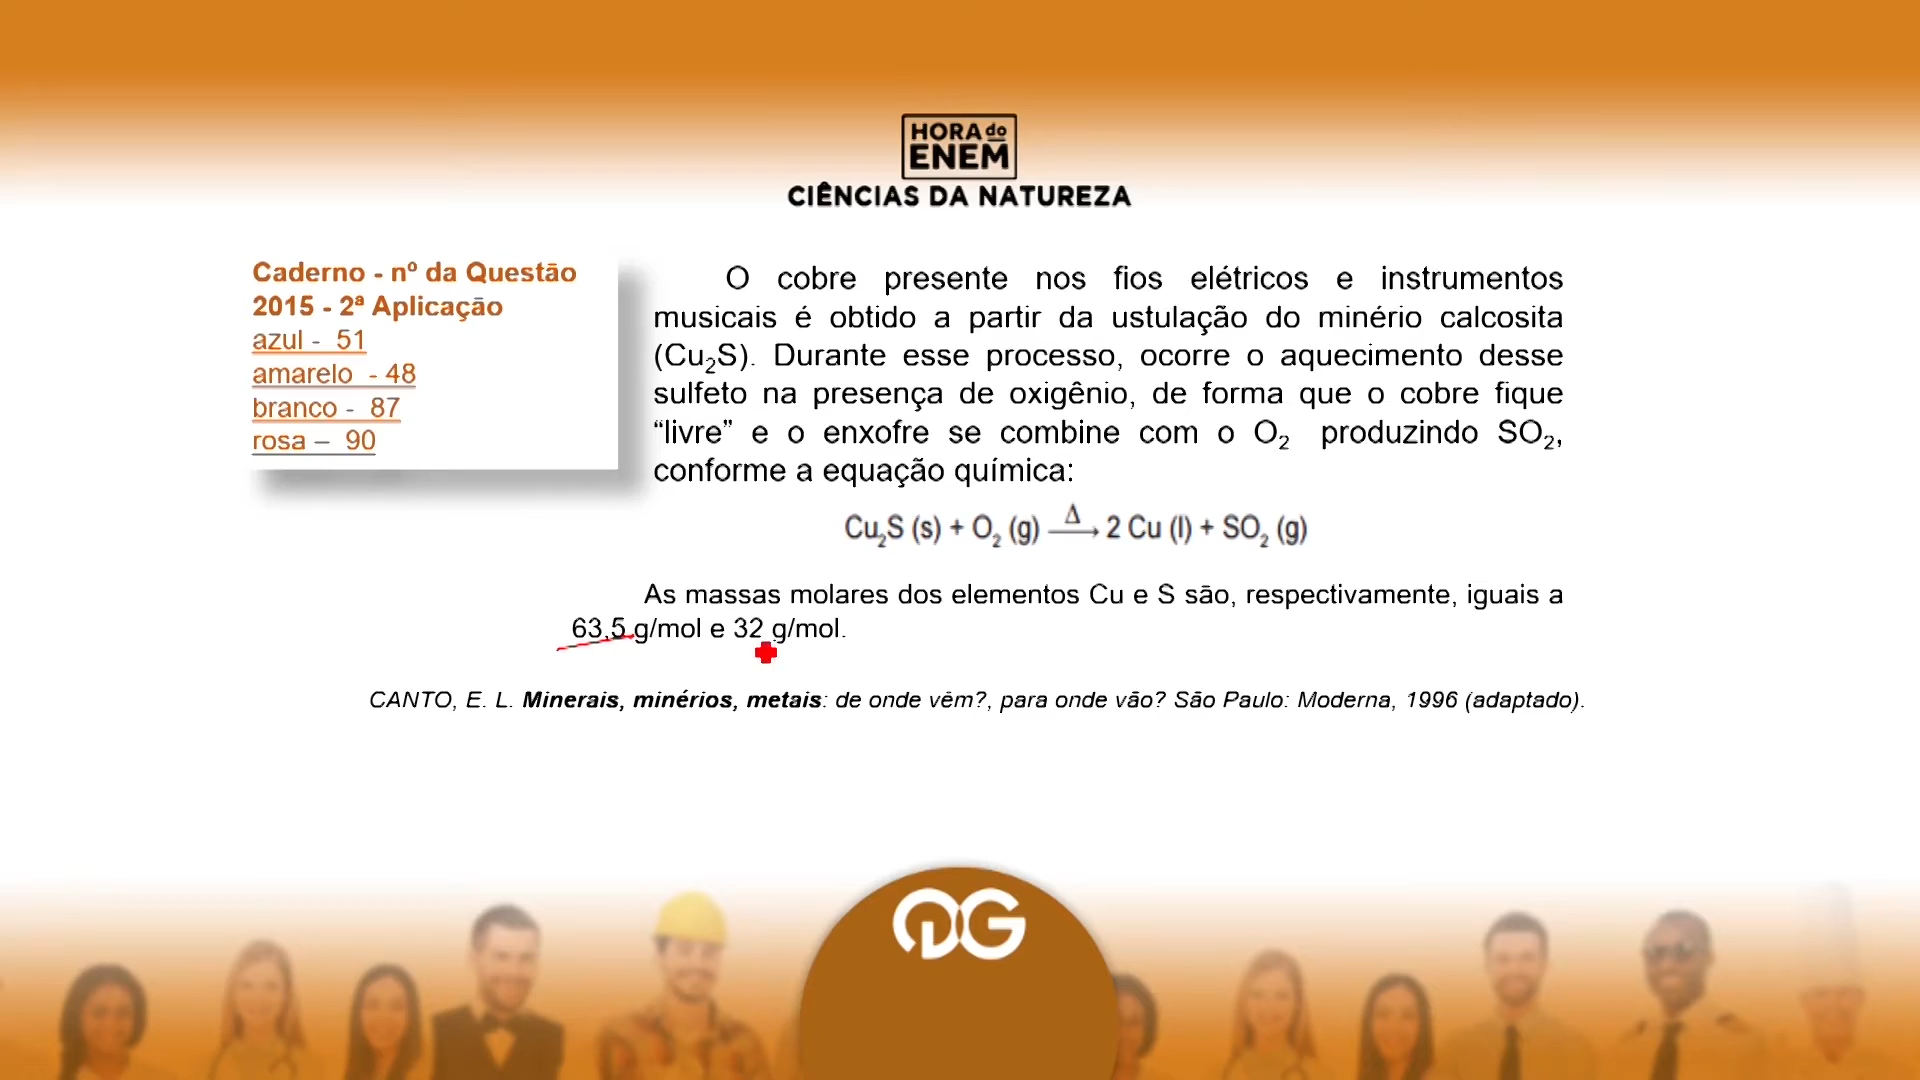 HORA do
ENEM
CIÊNCIAS DA NATUREZA
Caderno - nº da Questão
2015 - 2ª Aplicação
azul - 51
amarelo - 48
branco - 87
rosa – 90
O cobre presente nos fios elétricos e instrumentos
musicais é obtido a partir da ustulação do minério calcosita
(Cu₂S). Durante esse processo, ocorre o aquecimento desse
sulfeto na presença de oxigênio, de forma que o cobre fique
“livre” e o enxofre se combine com o O₂ produzindo SO₂,
conforme a equação química:
Cu₂S (s) + O₂ (g) —Δ→ 2 Cu (l) + SO₂ (g)
As massas molares dos elementos Cu e S são, respectivamente, iguais a
63,5 g/mol e 32 g/mol.
CANTO, E. L. Minerais, minérios, metais: de onde vêm?, para onde vão? São Paulo: Moderna, 1996 (adaptado).
DG